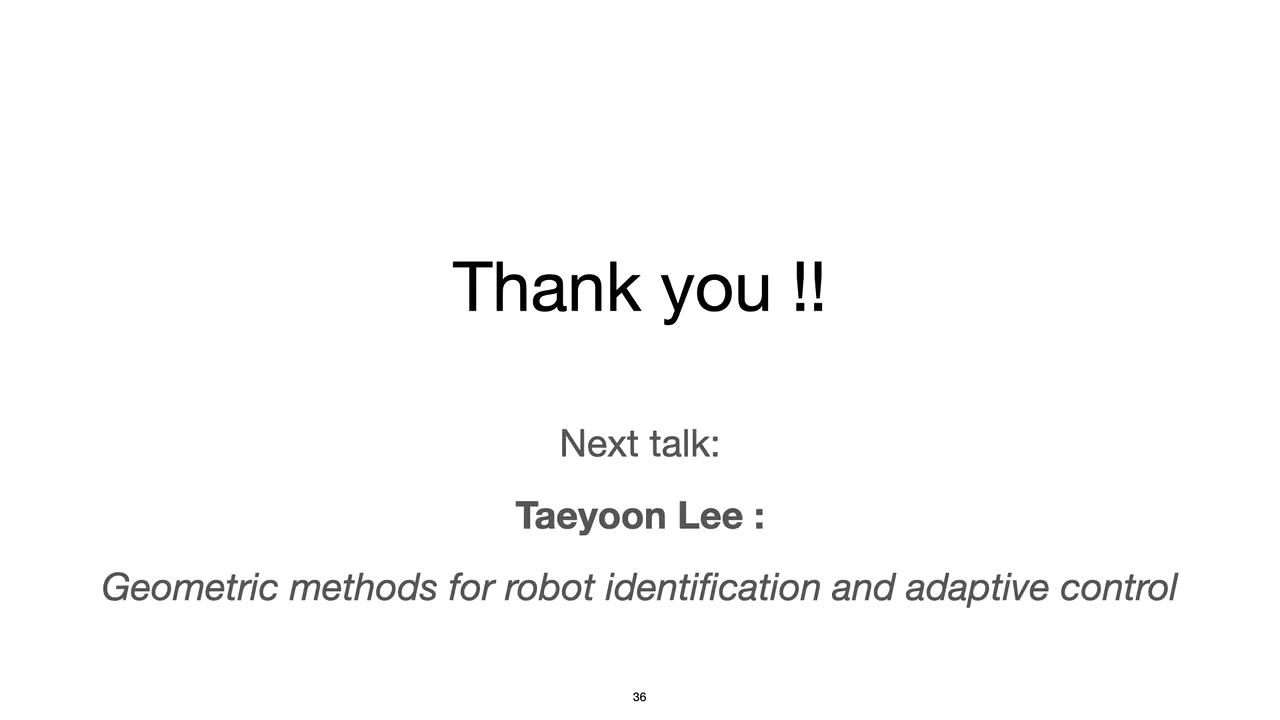 Thank you !!
Next talk:
Taeyoon Lee :
Geometric methods for robot identification and adaptive control
36